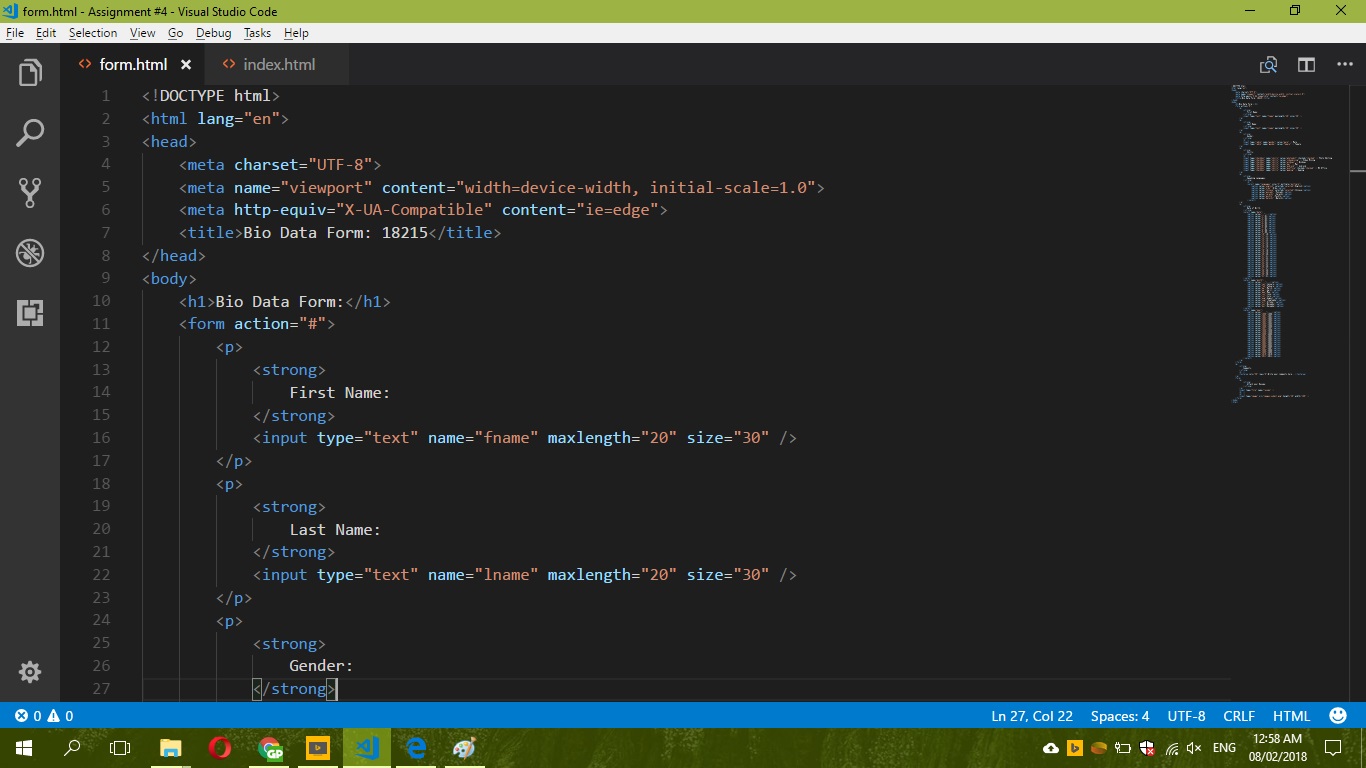 form.html - Assignment #4 - Visual Studio Code
File Edit Selection View Go Debug Tasks Help
<> form.html × <> index.html
1 <!DOCTYPE html>
2 <html lang="en">
3 <head>
4 <meta charset="UTF-8">
5 <meta name="viewport" content="width=device-width, initial-scale=1.0">
6 <meta http-equiv="X-UA-Compatible" content="ie=edge">
7 <title>Bio Data Form: 18215</title>
8 </head>
9 <body>
10 <h1>Bio Data Form:</h1>
11 <form action="#">
12 <p>
13 <strong>
14 First Name:
15 </strong>
16 <input type="text" name="fname" maxlength="20" size="30" />
17 </p>
18 <p>
19 <strong>
20 Last Name:
21 </strong>
22 <input type="text" name="lname" maxlength="20" size="30" />
23 </p>
24 <p>
25 <strong>
26 Gender:
27 </strong>
0 0 Ln 27, Col 22 Spaces: 4 UTF-8 CRLF HTML
GP b b ENG 12:58 AM
08/02/2018